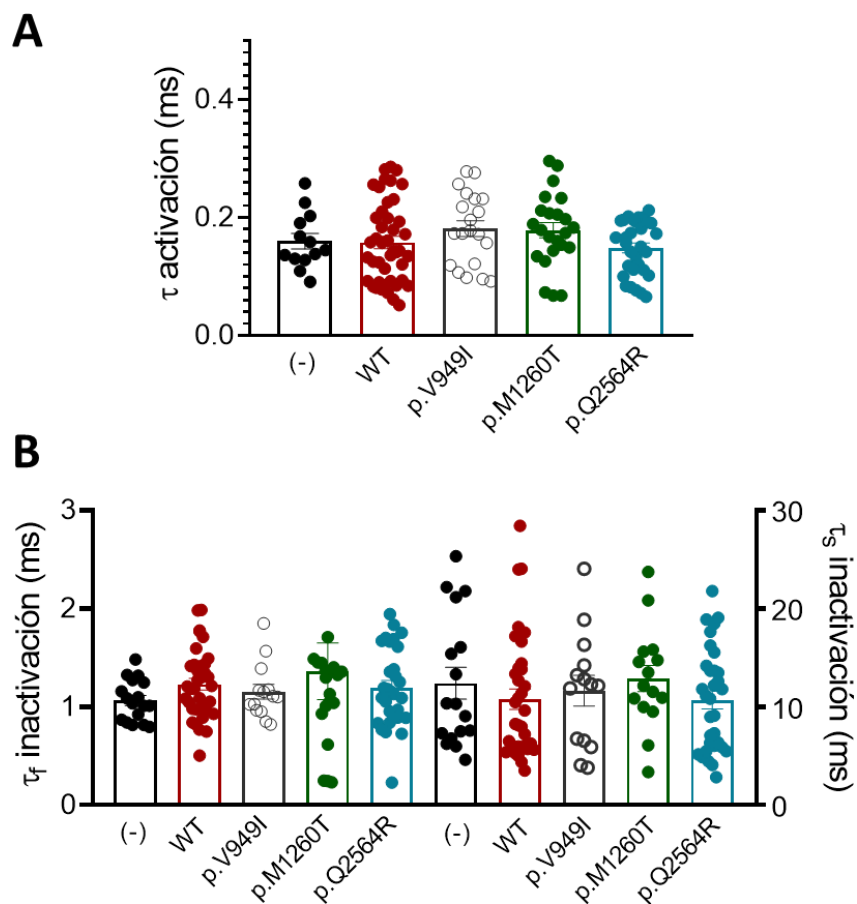 A
τ activación (ms)
0.4
0.2
0.0
(-)
WT
p.V949I
p.M1260T
p.Q2564R
B
τf inactivación (ms)
3
2
1
0
(-)
WT
p.V949I
p.M1260T
p.Q2564R
(-)
WT
p.V949I
p.M1260T
p.Q2564R
30
20
10
0
τs inactivación (ms)